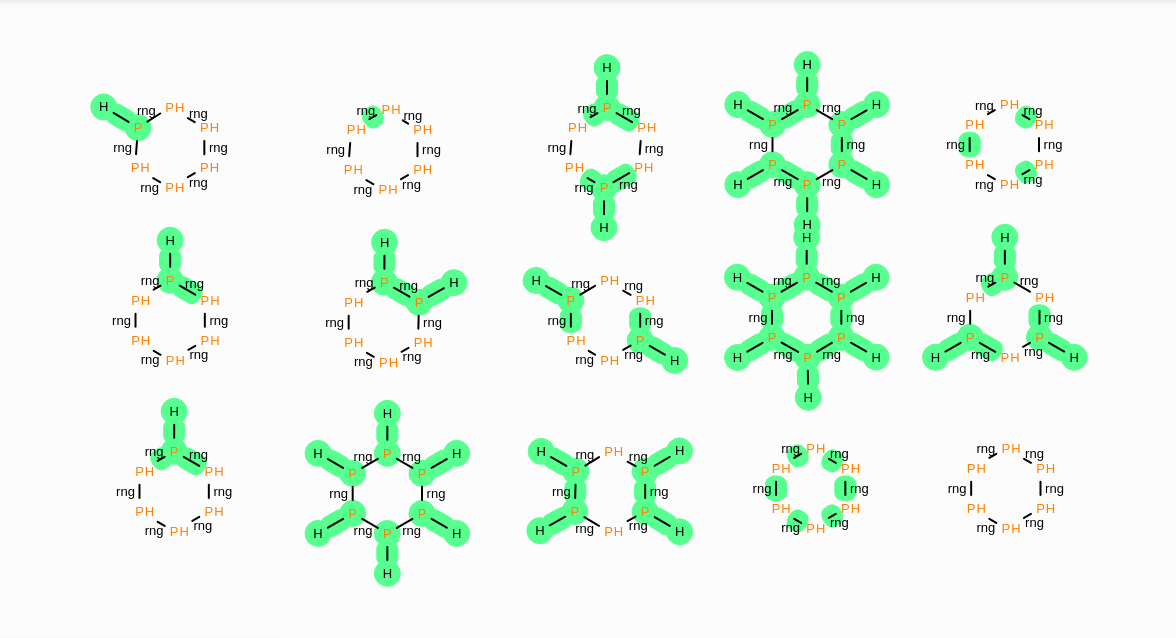 H
rng PH rng
P PH
rng rng
PH PH
rng PH rng
rng PH rng
PH PH
rng rng
PH PH
rng PH rng
H
rng P rng
PH PH
rng rng
PH PH
rng P rng
H
H
H rng P rng H
P P
rng rng
P P
H rng P rng H
H
rng PH rng
PH PH
rng rng
PH PH
rng PH rng
H
rng P rng
PH PH
rng rng
PH PH
rng PH rng
H
rng P rng H
PH P
rng rng
PH PH
rng PH rng
H rng PH rng
P PH
rng rng
PH P
rng PH rng H
H
H rng P rng H
P P
rng rng
P P
H rng P rng H
H
H
rng P rng
PH PH
rng rng
P P
H rng PH rng H
H
rng P rng
PH PH
rng rng
PH PH
rng PH rng
H
H rng P rng H
P P
rng rng
P P
H rng P rng H
H
H rng PH rng H
P P
rng rng
P P
H rng PH rng H
rng PH rng
PH PH
rng rng
PH PH
rng PH rng
rng PH rng
PH PH
rng rng
PH PH
rng PH rng